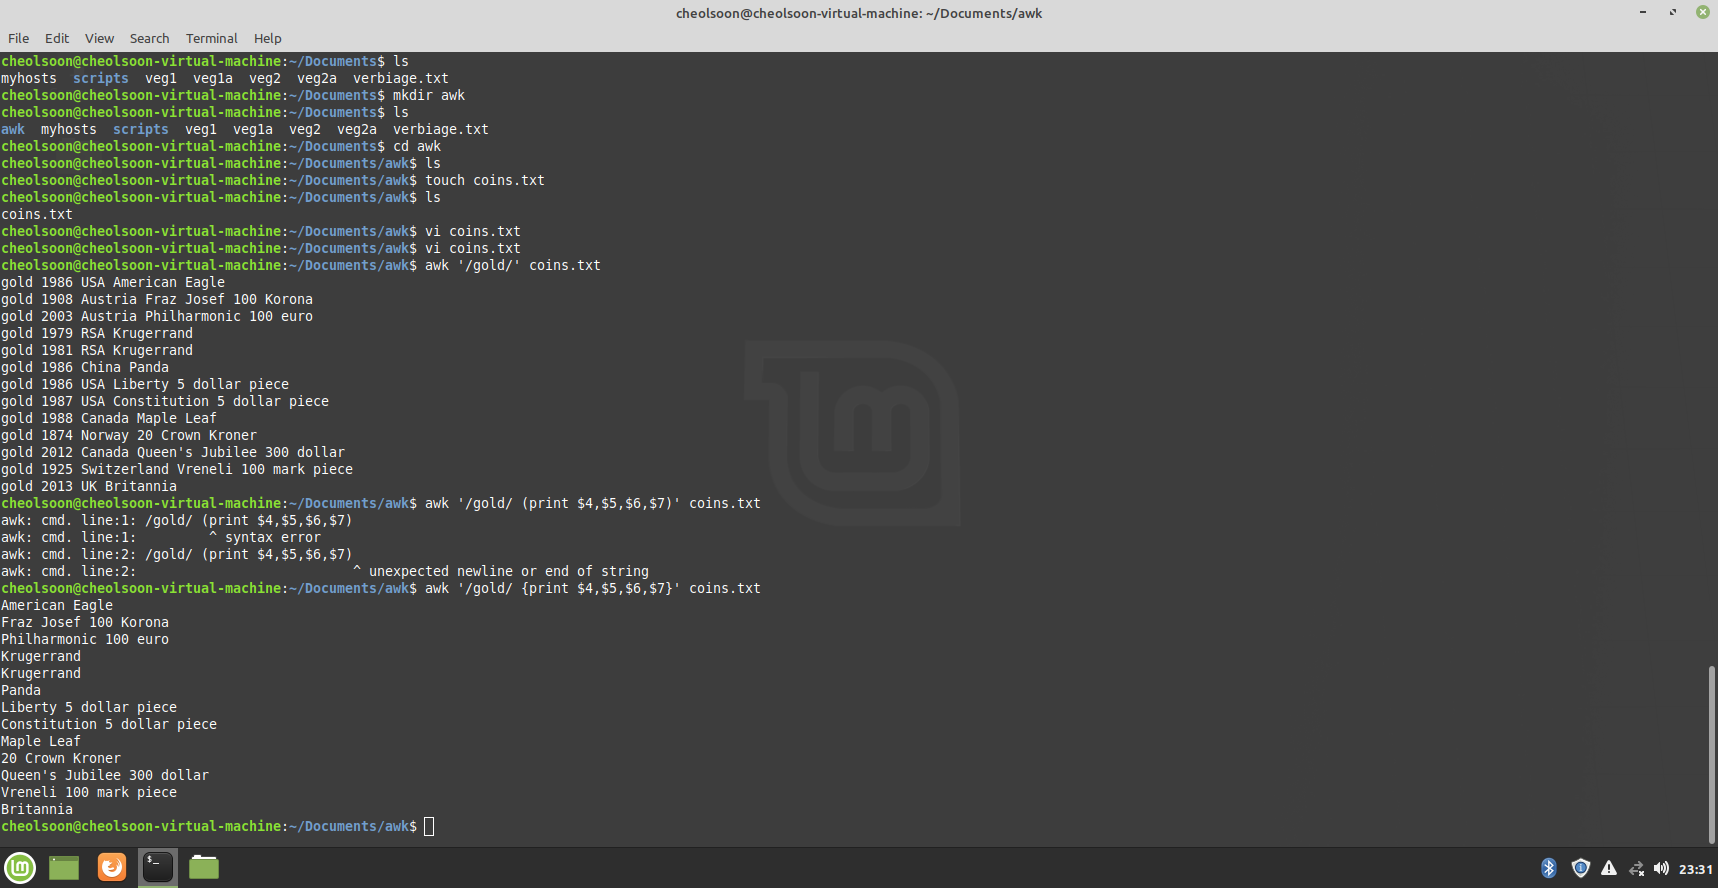 cheolsoon@cheolsoon-virtual-machine: ~/Documents/awk
File Edit View Search Terminal Help
cheolsoon@cheolsoon-virtual-machine:~/Documents$ ls
myhosts  scripts  veg1  veg1a  veg2  veg2a  verbiage.txt
cheolsoon@cheolsoon-virtual-machine:~/Documents$ mkdir awk
cheolsoon@cheolsoon-virtual-machine:~/Documents$ ls
awk  myhosts  scripts  veg1  veg1a  veg2  veg2a  verbiage.txt
cheolsoon@cheolsoon-virtual-machine:~/Documents$ cd awk
cheolsoon@cheolsoon-virtual-machine:~/Documents/awk$ ls
cheolsoon@cheolsoon-virtual-machine:~/Documents/awk$ touch coins.txt
cheolsoon@cheolsoon-virtual-machine:~/Documents/awk$ ls
coins.txt
cheolsoon@cheolsoon-virtual-machine:~/Documents/awk$ vi coins.txt
cheolsoon@cheolsoon-virtual-machine:~/Documents/awk$ vi coins.txt
cheolsoon@cheolsoon-virtual-machine:~/Documents/awk$ awk '/gold/' coins.txt
gold 1986 USA American Eagle
gold 1908 Austria Fraz Josef 100 Korona
gold 2003 Austria Philharmonic 100 euro
gold 1979 RSA Krugerrand
gold 1981 RSA Krugerrand
gold 1986 China Panda
gold 1986 USA Liberty 5 dollar piece
gold 1987 USA Constitution 5 dollar piece
gold 1988 Canada Maple Leaf
gold 1874 Norway 20 Crown Kroner
gold 2012 Canada Queen's Jubilee 300 dollar
gold 1925 Switzerland Vreneli 100 mark piece
gold 2013 UK Britannia
cheolsoon@cheolsoon-virtual-machine:~/Documents/awk$ awk '/gold/ (print $4,$5,$6,$7)' coins.txt
awk: cmd. line:1: /gold/ (print $4,$5,$6,$7)
awk: cmd. line:1:         ^ syntax error
awk: cmd. line:2: /gold/ (print $4,$5,$6,$7)
awk: cmd. line:2:                           ^ unexpected newline or end of string
cheolsoon@cheolsoon-virtual-machine:~/Documents/awk$ awk '/gold/ {print $4,$5,$6,$7}' coins.txt
American Eagle
Fraz Josef 100 Korona
Philharmonic 100 euro
Krugerrand
Krugerrand
Panda
Liberty 5 dollar piece
Constitution 5 dollar piece
Maple Leaf
20 Crown Kroner
Queen's Jubilee 300 dollar
Vreneli 100 mark piece
Britannia
cheolsoon@cheolsoon-virtual-machine:~/Documents/awk$
23:31